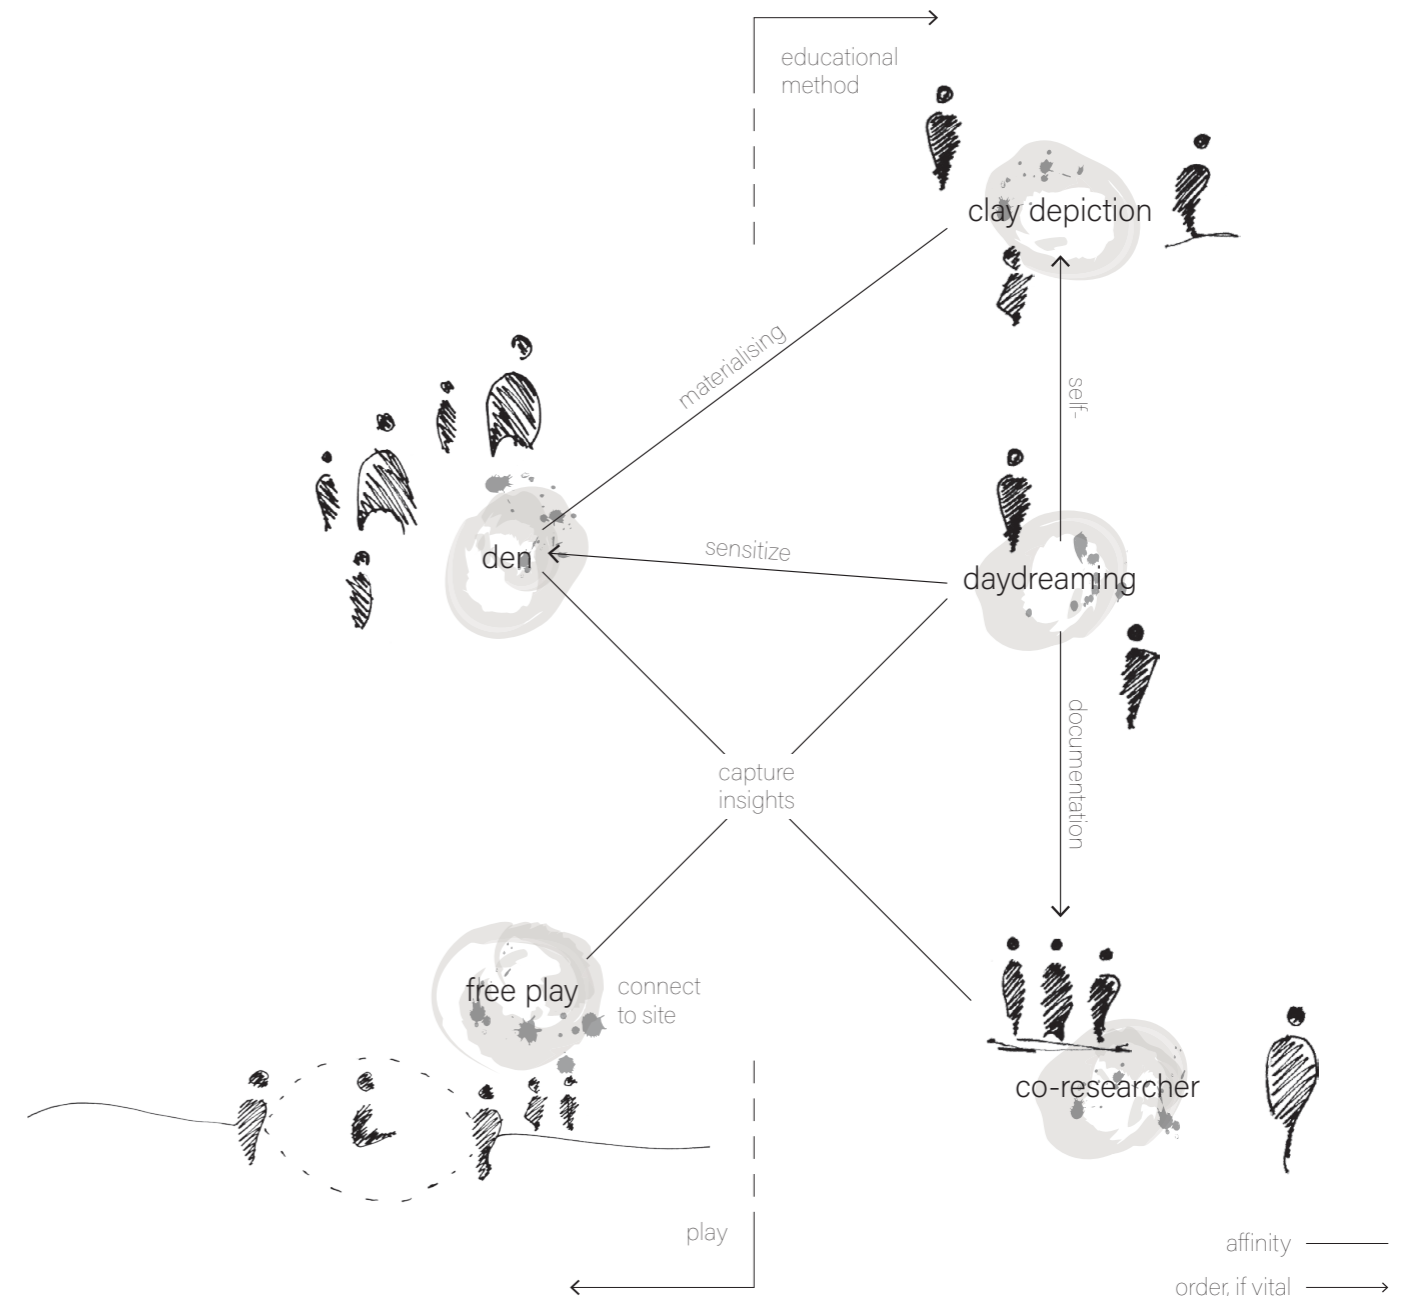 educational
method
clay depiction
materialising
self-
den
sensitize
daydreaming
documentation
capture
insights
free play
connect
to site
co-researcher
play
affinity
order, if vital